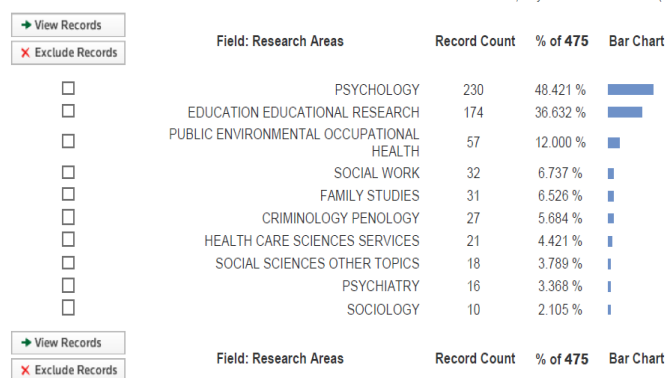 View Records
Exclude Records
Field: Research Areas Record Count % of 475 Bar Chart
PSYCHOLOGY 230 48.421 %
EDUCATION EDUCATIONAL RESEARCH 174 36.632 %
PUBLIC ENVIRONMENTAL OCCUPATIONAL
HEALTH 57 12.000 %
SOCIAL WORK 32 6.737 %
FAMILY STUDIES 31 6.526 %
CRIMINOLOGY PENOLOGY 27 5.684 %
HEALTH CARE SCIENCES SERVICES 21 4.421 %
SOCIAL SCIENCES OTHER TOPICS 18 3.789 %
PSYCHIATRY 16 3.368 %
SOCIOLOGY 10 2.105 %
View Records
Exclude Records
Field: Research Areas Record Count % of 475 Bar Chart